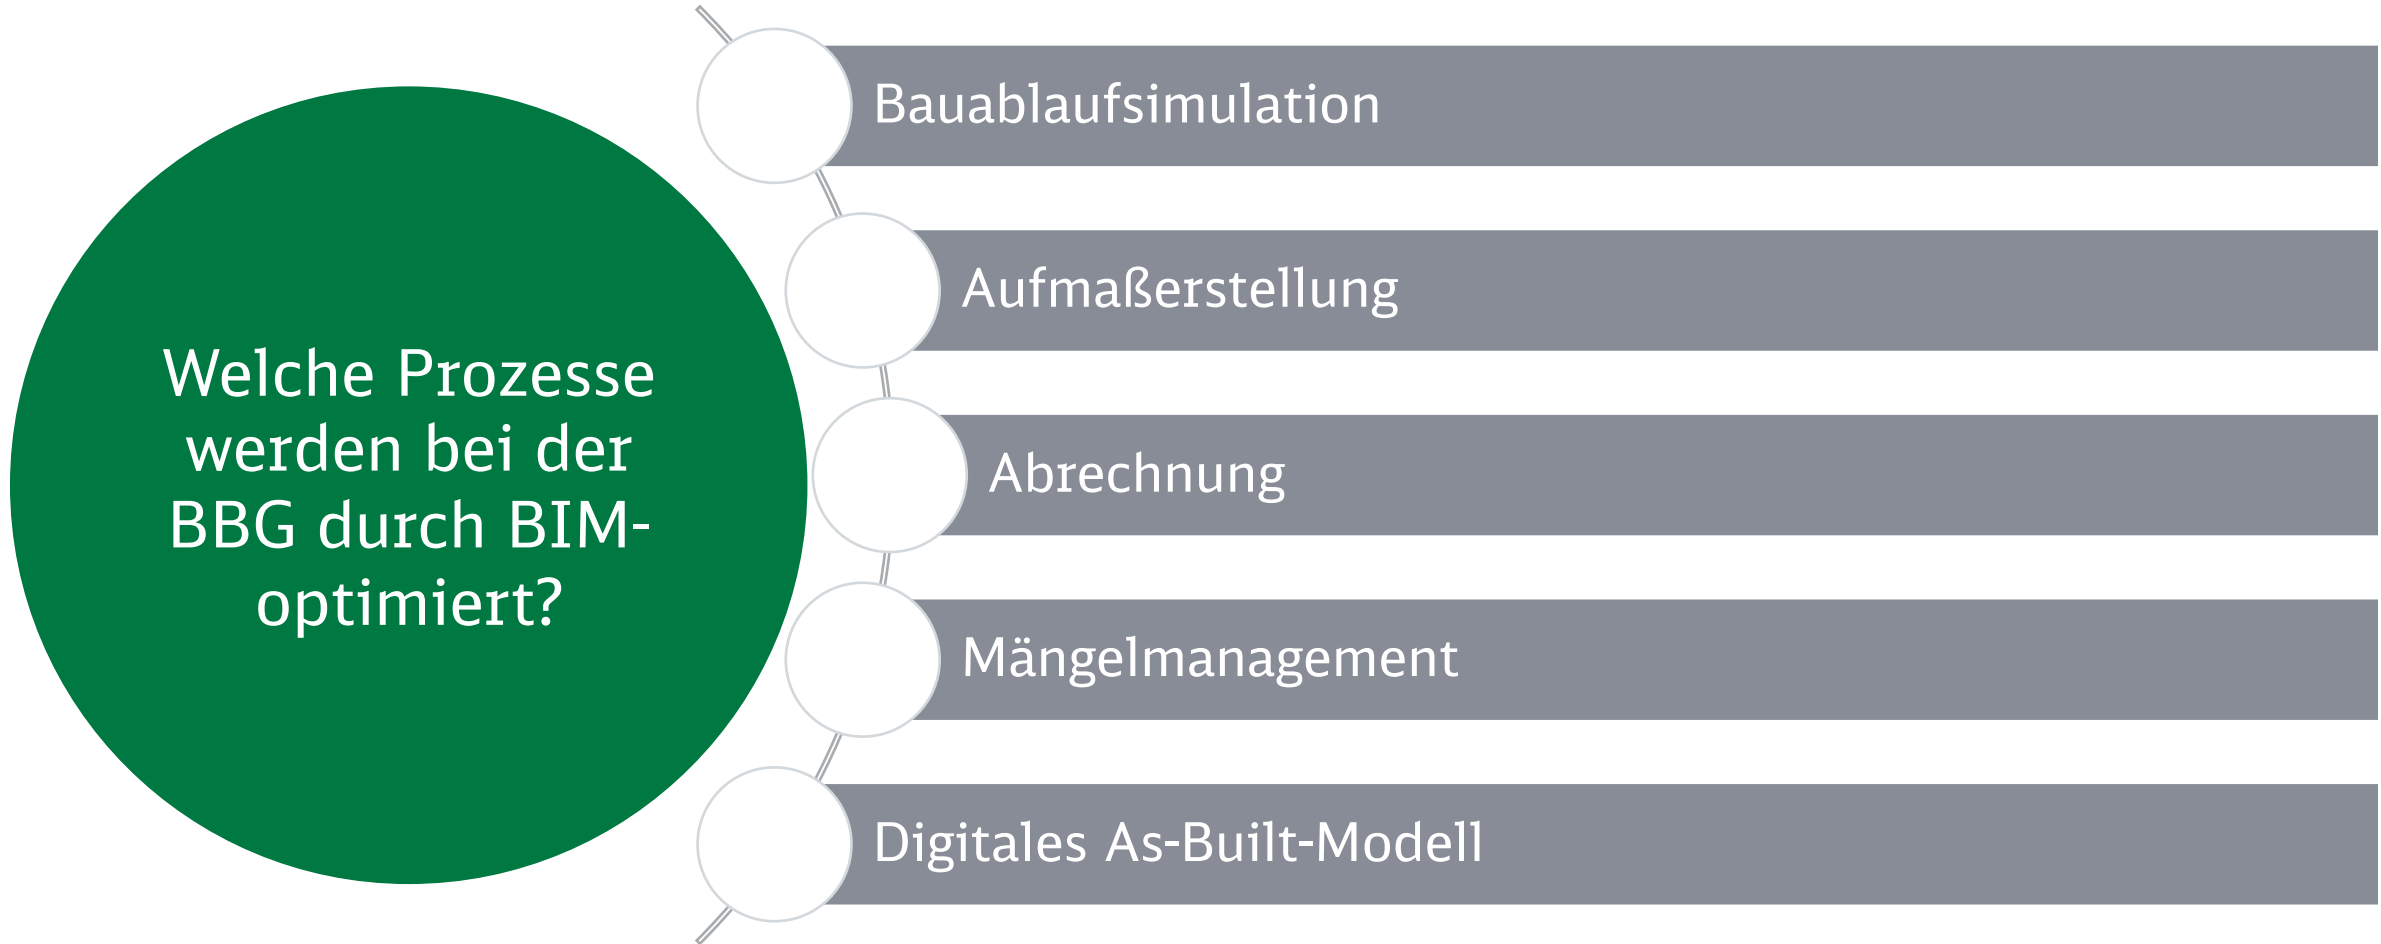 Welche Prozesse
werden bei der
BBG durch BIM-
optimiert?
Bauablaufsimulation
Aufmaßerstellung
Abrechnung
Mängelmanagement
Digitales As-Built-Modell